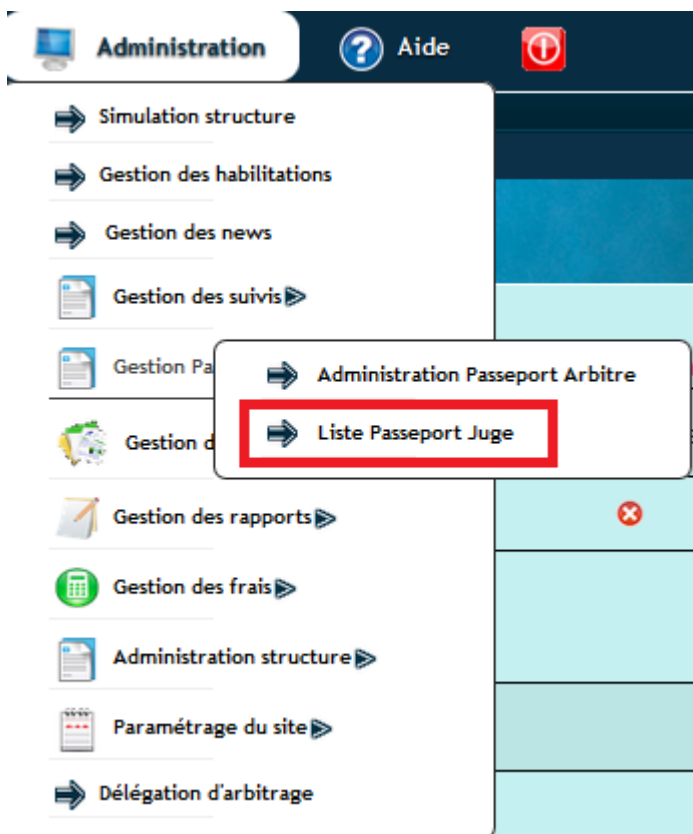 Administration
Aide
Simulation structure
Gestion des habilitations
Gestion des news
Gestion des suivis
Gestion Pa
Administration Passeport Arbitre
Liste Passeport Juge
Gestion d
Gestion des rapports
Gestion des frais
Administration structure
Paramétrage du site
Délégation d'arbitrage